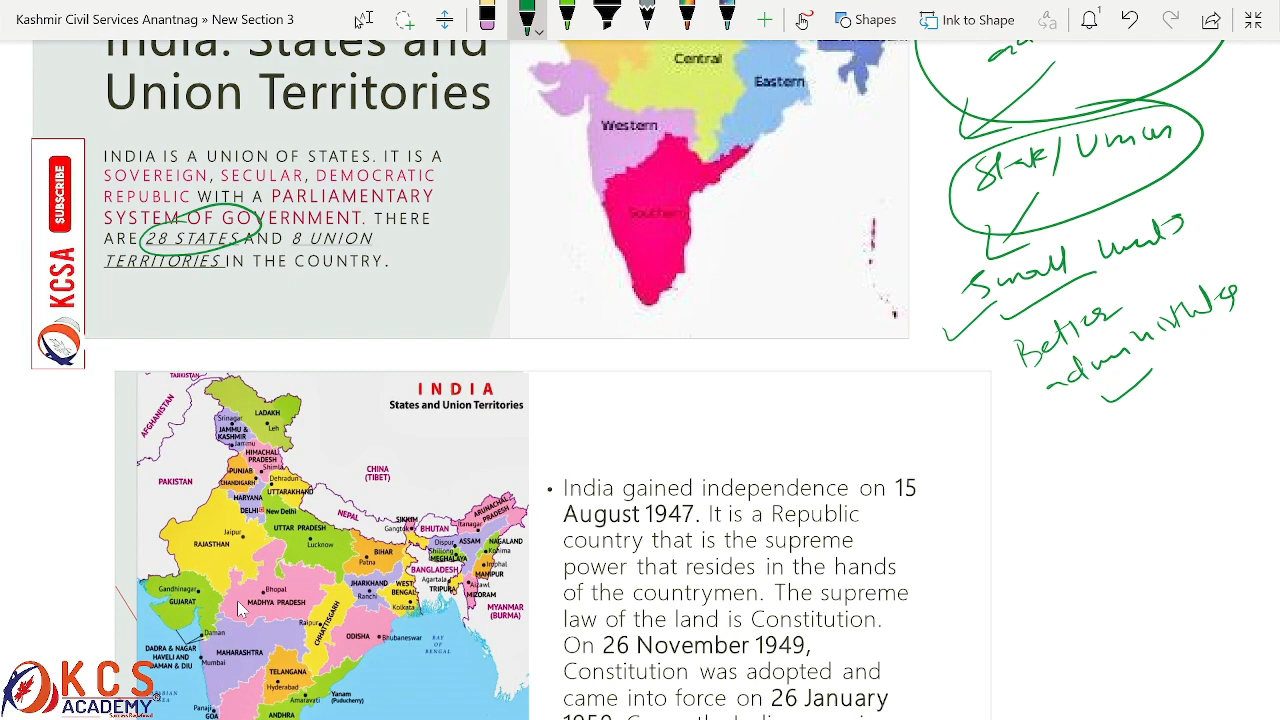 Kashmir Civil Services Anantnag » New Section 3
Shapes
Ink to Shape
India: States and
Union Territories
INDIA IS A UNION OF STATES. IT IS A
SOVEREIGN, SECULAR, DEMOCRATIC
REPUBLIC WITH A PARLIAMENTARY
SYSTEM OF GOVERNMENT. THERE
ARE 28 STATES AND 8 UNION
TERRITORIES IN THE COUNTRY.
SUBSCRIBE
KCSA
Central
Eastern
Western
Southern
Union
Small
Better
INDIA
States and Union Territories
TAJIKISTAN
AFGHANISTAN
PAKISTAN
CHINA
(TIBET)
NEPAL
BHUTAN
BANGLADESH
MYANMAR
(BURMA)
LADAKH
Leh
Srinagar
JAMMU &
KASHMIR
Jammu
HIMACHAL
PRADESH
Shimla
PUNJAB
CHANDIGARH
Dehradun
UTTARAKHAND
HARYANA
DELHI
New Delhi
UTTAR PRADESH
Lucknow
Jaipur
RAJASTHAN
SIKKIM
Gangtok
ARUNACHAL
PRADESH
Itanagar
Dispur
ASSAM
NAGALAND
Kohima
Shillong
MEGHALAYA
Imphal
MANIPUR
Aizawl
MIZORAM
Agartala
TRIPURA
BIHAR
Patna
JHARKHAND
Ranchi
WEST
BENGAL
Kolkata
Gandhinagar
GUJARAT
Bhopal
MADHYA PRADESH
Raipur
CHHATTISGARH
ODISHA
Bhubaneswar
BAY
OF
BENGAL
Daman
DADRA & NAGAR
HAVELI AND
DAMAN & DIU
Mumbai
MAHARASHTRA
TELANGANA
Hyderabad
Amaravati
Yanam
(Puducherry)
Panaji
GOA
ANDHRA
• India gained independence on 15
August 1947. It is a Republic
country that is the supreme
power that resides in the hands
of the countrymen. The supreme
law of the land is Constitution.
On 26 November 1949,
Constitution was adopted and
came into force on 26 January
KCS
ACADEMY